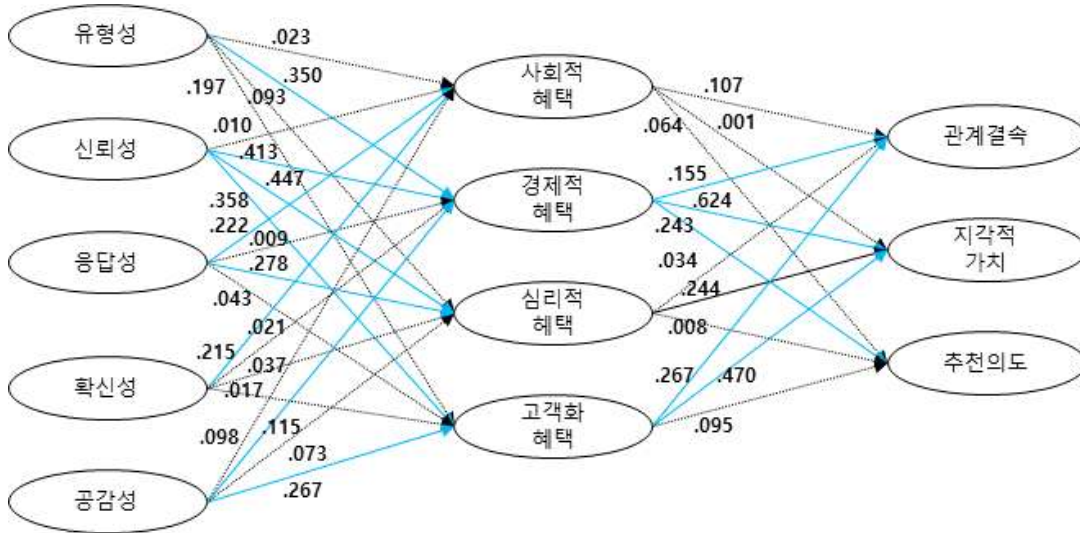 유형성
신뢰성
응답성
확신성
공감성
.023
.350
.197
.093
.010
.413
.447
.358
.222
.009
.278
.043
.021
.215
.037
.017
.115
.098
.073
.267
사회적
혜택
경제적
혜택
심리적
헤택
고객화
혜택
.107
.001
.064
.155
.624
.243
.034
.244
.008
.267
.470
.095
관계결속
지각적
가치
추천의도